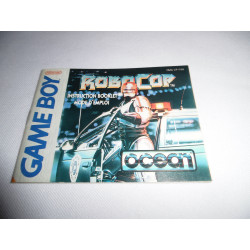 GAME BOY
ROBOCOP
INSTRUCTION BOOKLET
MODE D'EMPLOI
ocean